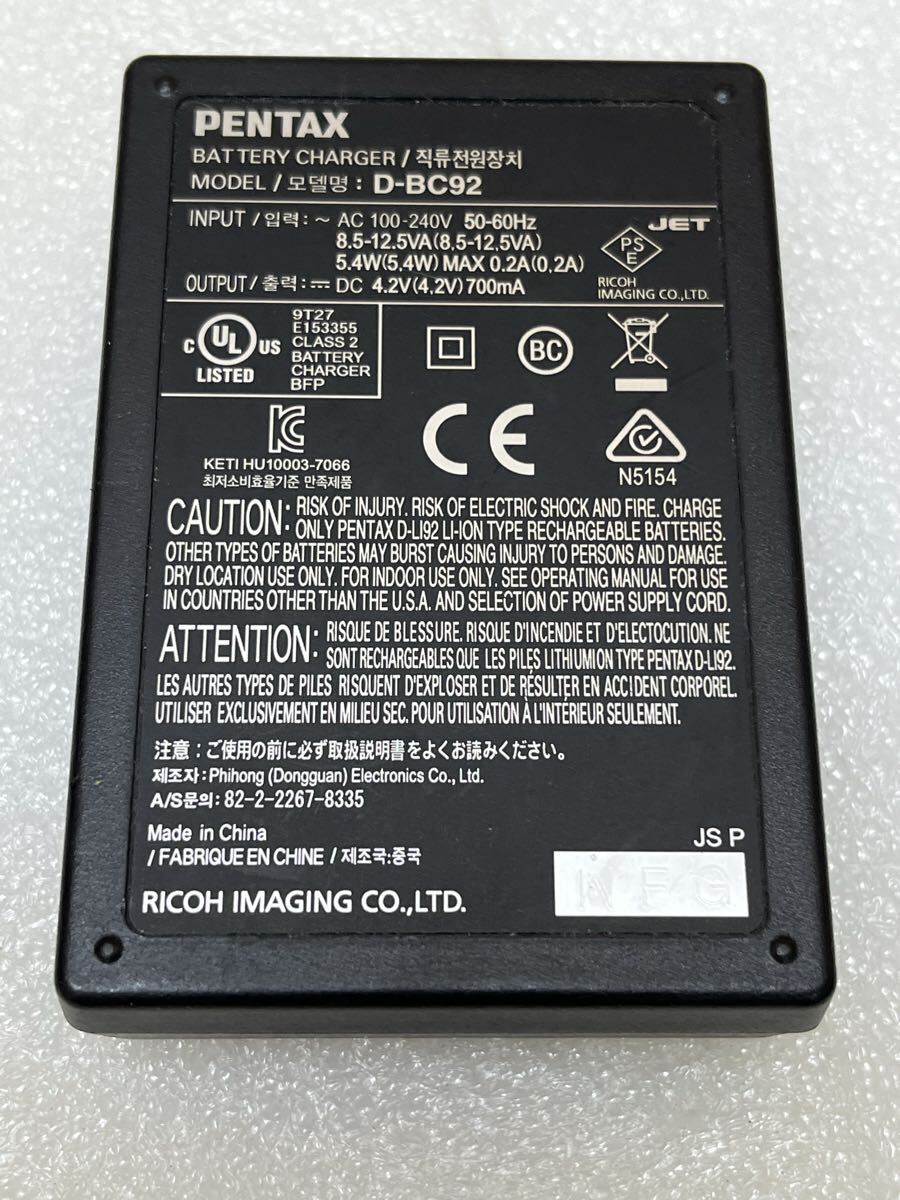 PENTAX
BATTERY CHARGER / 직류전원장치
MODEL / 모델명 : D-BC92
INPUT / 입력 : ~ AC 100-240V 50-60Hz
8.5-12.5VA(8.5-12.5VA)
5.4W(5.4W) MAX 0.2A(0.2A)
OUTPUT / 출력 : ⎓ DC 4.2V(4.2V)700mA
JET
PS
E
RICOH
IMAGING CO.,LTD.
C UL US
LISTED
9T27
E153355
CLASS 2
BATTERY
CHARGER
BFP
BC
KC
KETI HU10003-7066
최저소비효율기준 만족제품
CE
N5154
CAUTION: RISK OF INJURY. RISK OF ELECTRIC SHOCK AND FIRE. CHARGE
ONLY PENTAX D-LI92 LI-ION TYPE RECHARGEABLE BATTERIES.
OTHER TYPES OF BATTERIES MAY BURST CAUSING INJURY TO PERSONS AND DAMAGE.
DRY LOCATION USE ONLY. FOR INDOOR USE ONLY. SEE OPERATING MANUAL FOR USE
IN COUNTRIES OTHER THAN THE U.S.A. AND SELECTION OF POWER SUPPLY CORD.
ATTENTION: RISQUE DE BLESSURE. RISQUE D'INCENDIE ET D'ELECTOCUTION. NE
SONT RECHARGEABLES QUE LES PILES LITHIUMION TYPE PENTAX D-LI92.
LES AUTRES TYPES DE PILES RISQUENT D'EXPLOSER ET DE RÉSULTER EN ACCIDENT CORPOREL.
UTILISER EXCLUSIVEMENT EN MILIEU SEC. POUR UTILISATION À L'INTÉRIEUR SEULEMENT.
注意 : ご使用の前に必ず取扱説明書をよくお読みください。
제조자 : Phihong (Dongguan) Electronics Co., Ltd.
A/S문의 : 82-2-2267-8335
Made in China
/ FABRIQUE EN CHINE / 제조국:중국
JS P
RICOH IMAGING CO.,LTD.
N F G